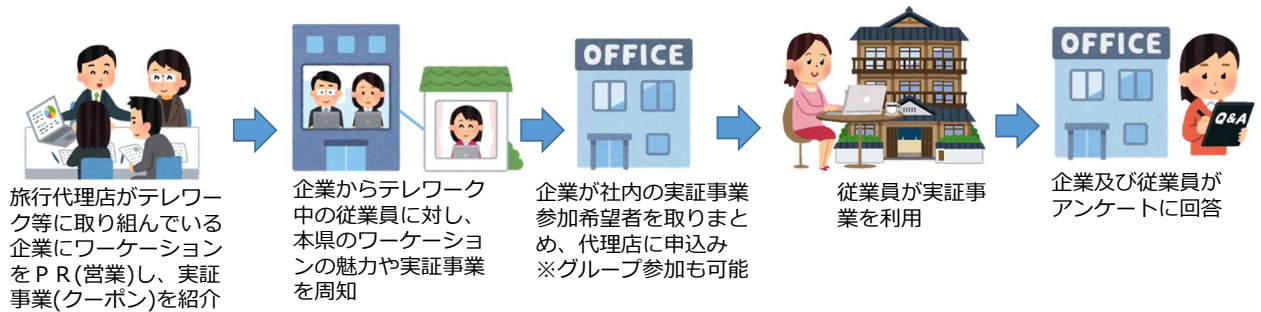 旅行代理店がテレワー
ク等に取り組んでいる
企業にワーケーション
をＰＲ(営業)し、実証
事業(クーポン)を紹介
企業からテレワーク
中の従業員に対し、
本県のワーケーショ
ンの魅力や実証事業
を周知
OFFICE
企業が社内の実証事業
参加希望者を取りまと
め、代理店に申込み
※グループ参加も可能
従業員が実証事
業を利用
OFFICE
Q&A
企業及び従業員が
アンケートに回答